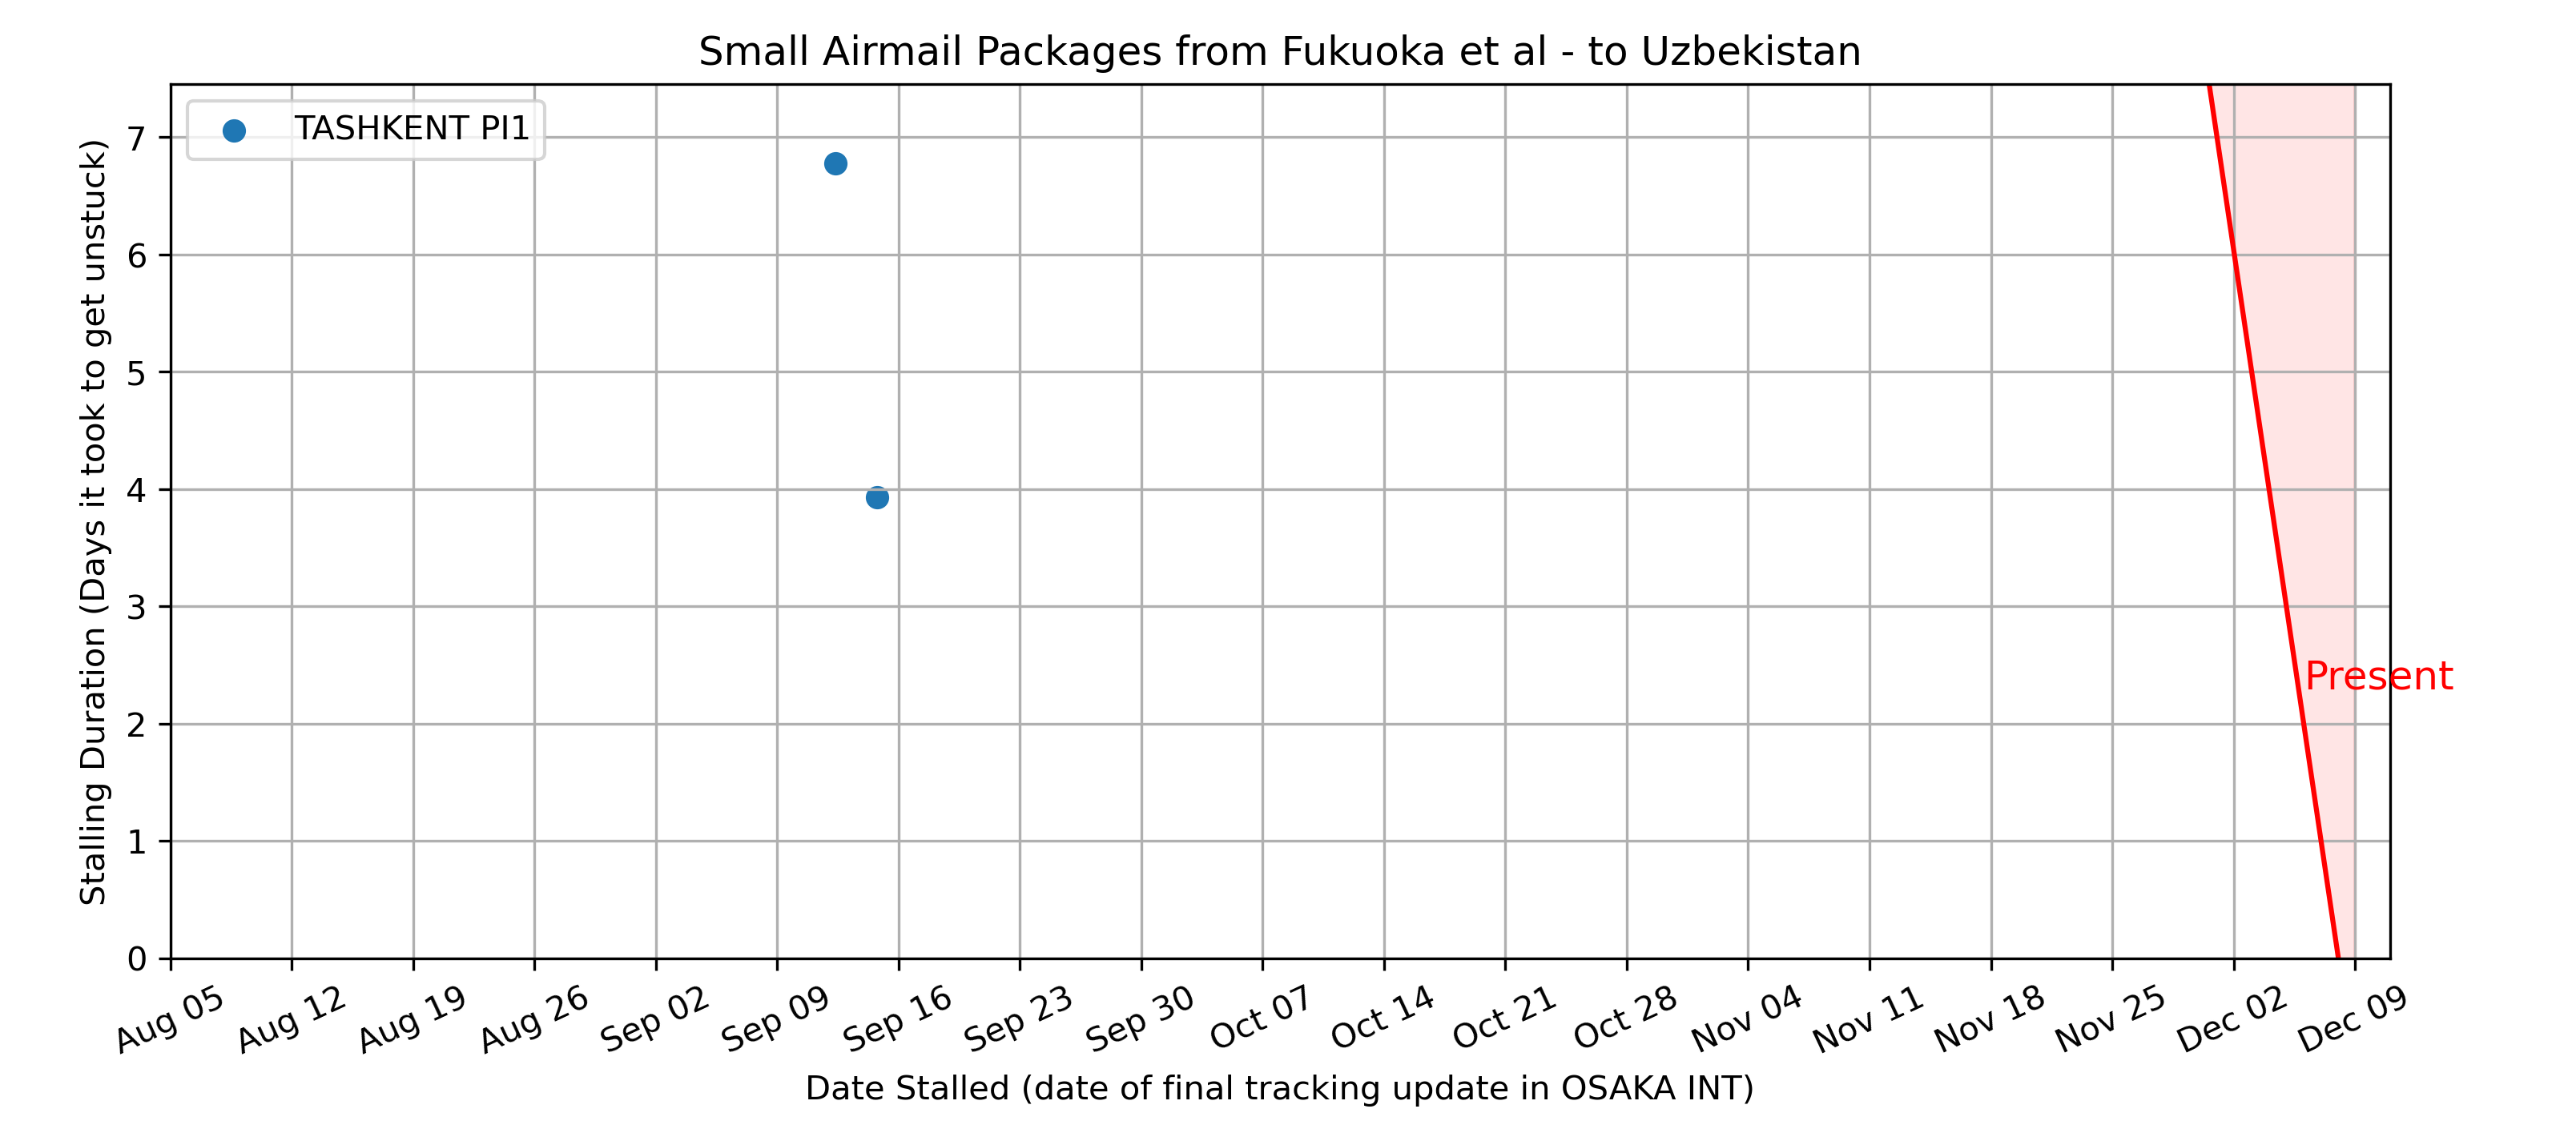 Small Airmail Packages from Fukuoka et al - to Uzbekistan
TASHKENT PI1
Stalling Duration (Days it took to get unstuck)
7
6
5
4
3
2
1
0
Present
Aug 05
Aug 12
Aug 19
Aug 26
Sep 02
Sep 09
Sep 16
Sep 23
Sep 30
Oct 07
Oct 14
Oct 21
Oct 28
Nov 04
Nov 11
Nov 18
Nov 25
Dec 02
Dec 09
Date Stalled (date of final tracking update in OSAKA INT)